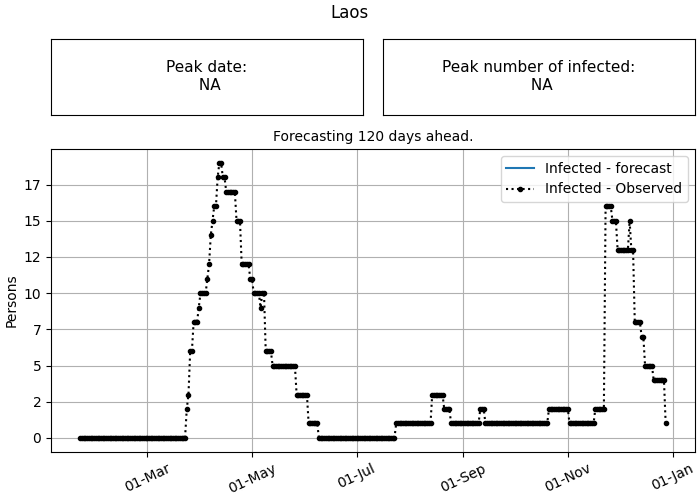 Laos
Peak date:
NA
Peak number of infected:
NA
Forecasting 120 days ahead.
Infected - forecast
Infected - Observed
Persons
17
15
12
10
7
5
2
0
01-Mar
01-May
01-Jul
01-Sep
01-Nov
01-Jan